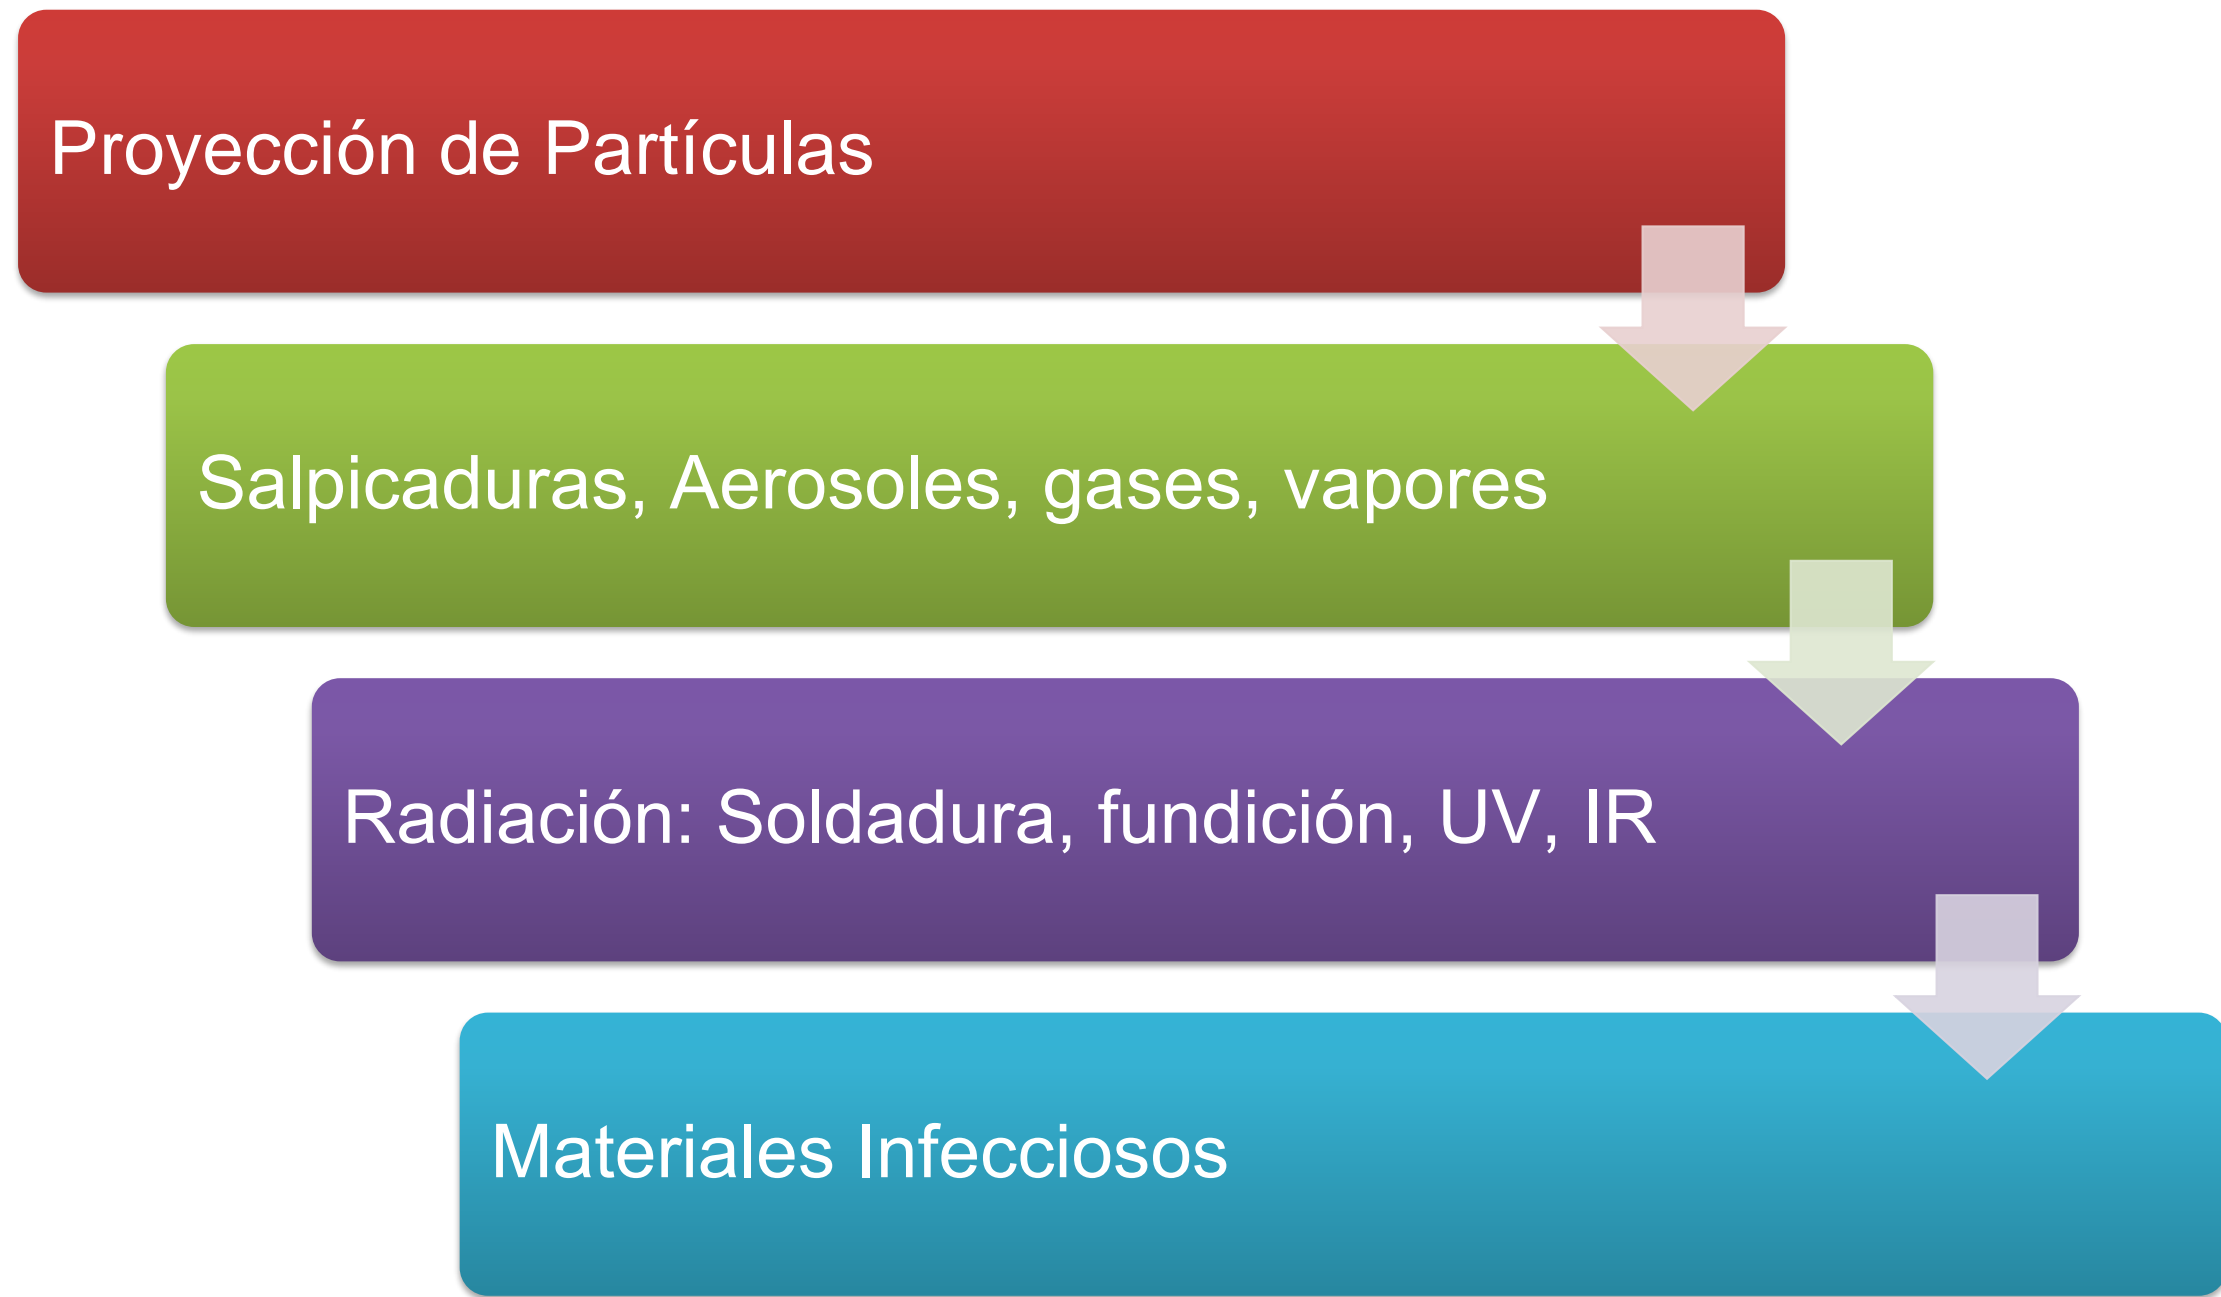 Proyección de Partículas
Salpicaduras, Aerosoles, gases, vapores
Radiación: Soldadura, fundición, UV, IR
Materiales Infecciosos